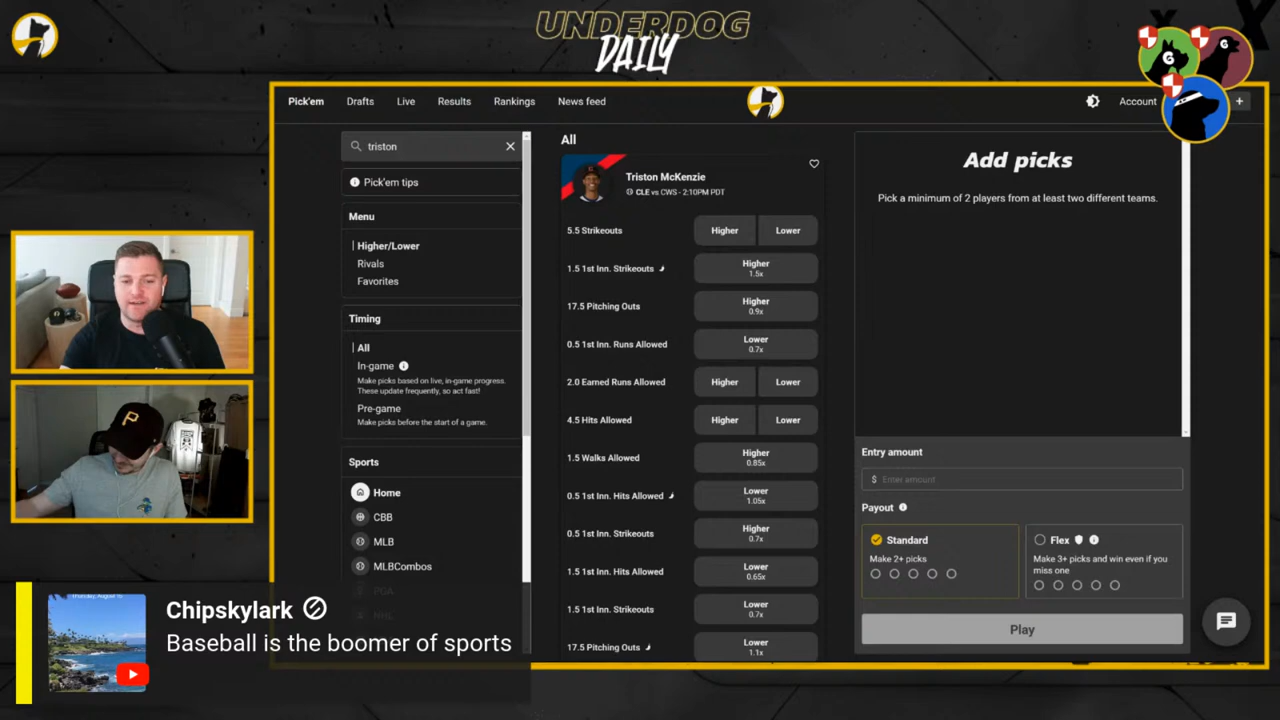 UNDERDOG
DAILY
Pick'em
Drafts
Live
Results
Rankings
News feed
Account
+
triston
Pick'em tips
Menu
Higher/Lower
Rivals
Favorites
Timing
All
In-game
Make picks based on live, in-game progress.
These update frequently, so act fast!
Pre-game
Make picks before the start of a game.
Sports
Home
CBB
MLB
MLBCombos
PGA
NHL
All
Triston McKenzie
CLE vs CWS - 2:10PM PDT
5.5 Strikeouts
Higher
Lower
1.5 1st Inn. Strikeouts
Higher
1.5x
17.5 Pitching Outs
Higher
0.9x
0.5 1st Inn. Runs Allowed
Lower
0.7x
2.0 Earned Runs Allowed
Higher
Lower
4.5 Hits Allowed
Higher
Lower
1.5 Walks Allowed
Higher
0.85x
0.5 1st Inn. Hits Allowed
Lower
1.05x
0.5 1st Inn. Strikeouts
Higher
0.7x
1.5 1st Inn. Hits Allowed
Lower
0.65x
1.5 1st Inn. Strikeouts
Lower
0.7x
17.5 Pitching Outs
Lower
1.1x
Add picks
Pick a minimum of 2 players from at least two different teams.
Entry amount
$ Enter amount
Payout
Standard
Make 2+ picks
Flex
Make 3+ picks and win even if you
miss one
Play
G
G
P
Chipskylark
Baseball is the boomer of sports